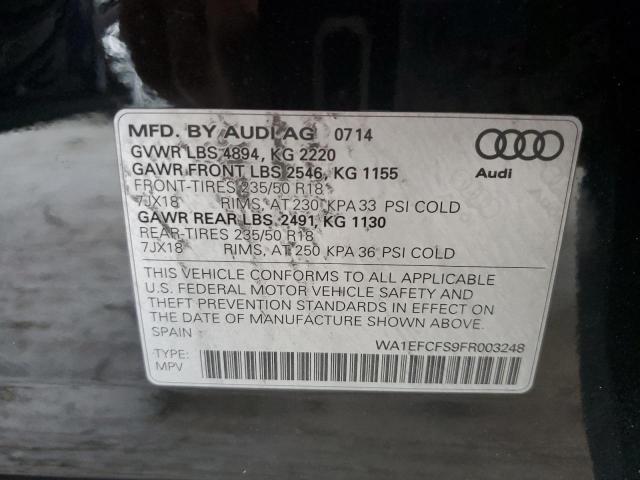 MFD. BY AUDI AG 0714
GVWR LBS 4894, KG 2220
GAWR FRONT LBS 2546, KG 1155
FRONT-TIRES 235/50 R18
7JX18 RIMS, AT 230 KPA 33 PSI COLD
GAWR REAR LBS. 2491, KG 1130
REAR-TIRES 235/50 R18
7JX18 RIMS, AT 250 KPA 36 PSI COLD
Audi
THIS VEHICLE CONFORMS TO ALL APPLICABLE
U.S. FEDERAL MOTOR VEHICLE SAFETY AND
THEFT PREVENTION STANDARDS IN EFFECT ON
THE DATE OF MANUFACTURE SHOWN ABOVE.
SPAIN
WA1EFCFS9FR003248
TYPE:
MPV